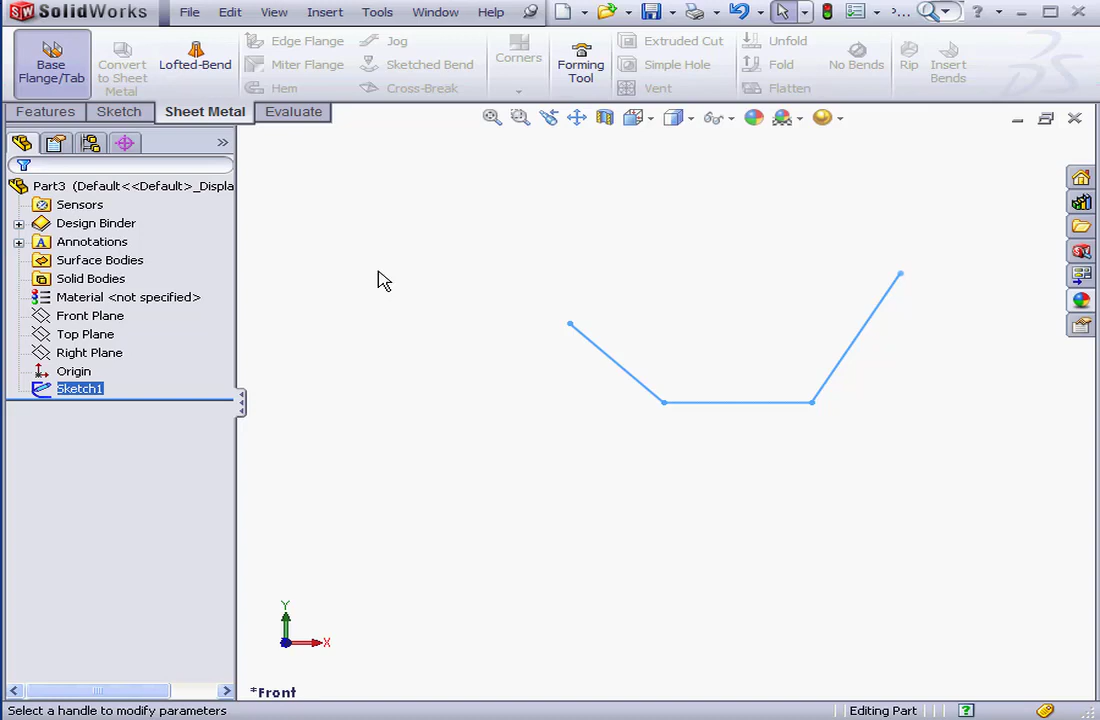 SW SOLIDWORKS File Edit View Insert Tools Window Help ?
Base Flange/Tab
Convert to Sheet Metal
Lofted-Bend
Edge Flange Jog
Miter Flange Sketched Bend
Hem Cross-Break
Corners
Forming Tool
Extruded Cut
Simple Hole
Vent
Unfold
Fold
Flatten
No Bends
Rip
Insert Bends
Features Sketch Sheet Metal Evaluate
Part3 (Default<<Default>_Displa
Sensors
Design Binder
A Annotations
Surface Bodies
Solid Bodies
Material <not specified>
Front Plane
Top Plane
Right Plane
Origin
Sketch1
Y
X
*Front
Select a handle to modify parameters
Editing Part
?